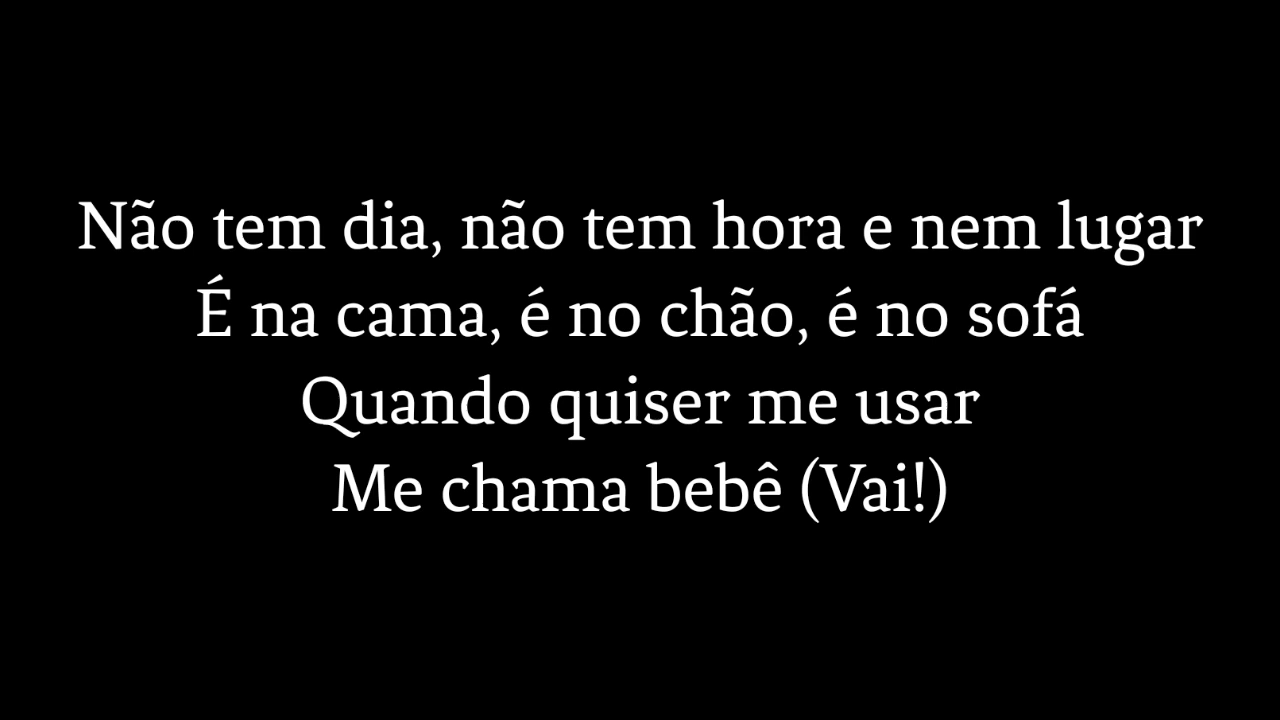 Não tem dia, não tem hora e nem lugar
É na cama, é no chão, é no sofá
Quando quiser me usar
Me chama bebê (Vai!)